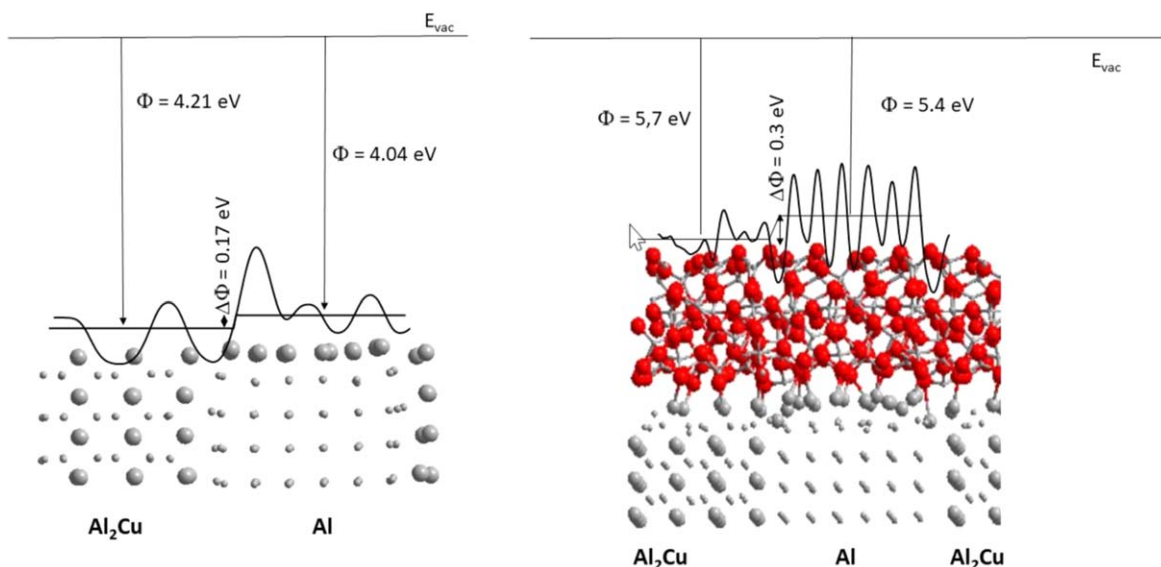 E_vac
Φ = 4.21 eV
Φ = 4.04 eV
ΔΦ = 0.17 eV
Al₂Cu
Al
E_vac
Φ = 5,7 eV
Φ = 5.4 eV
ΔΦ = 0.3 eV
Al₂Cu
Al
Al₂Cu